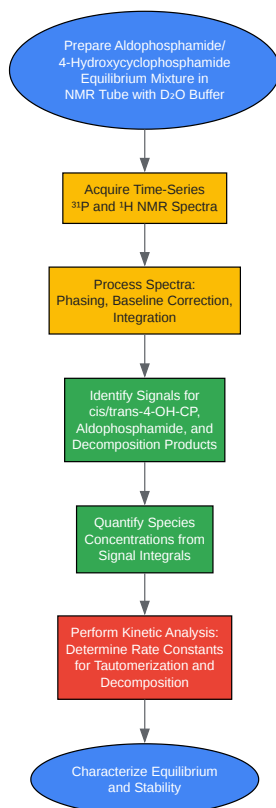 Prepare Aldophosphamide/
4-Hydroxycyclophosphamide
Equilibrium Mixture in
NMR Tube with D₂O Buffer
Acquire Time-Series
³¹P and ¹H NMR Spectra
Process Spectra:
Phasing, Baseline Correction,
Integration
Identify Signals for
cis/trans-4-OH-CP,
Aldophosphamide, and
Decomposition Products
Quantify Species
Concentrations from
Signal Integrals
Perform Kinetic Analysis:
Determine Rate Constants
for Tautomerization and
Decomposition
Characterize Equilibrium
and Stability